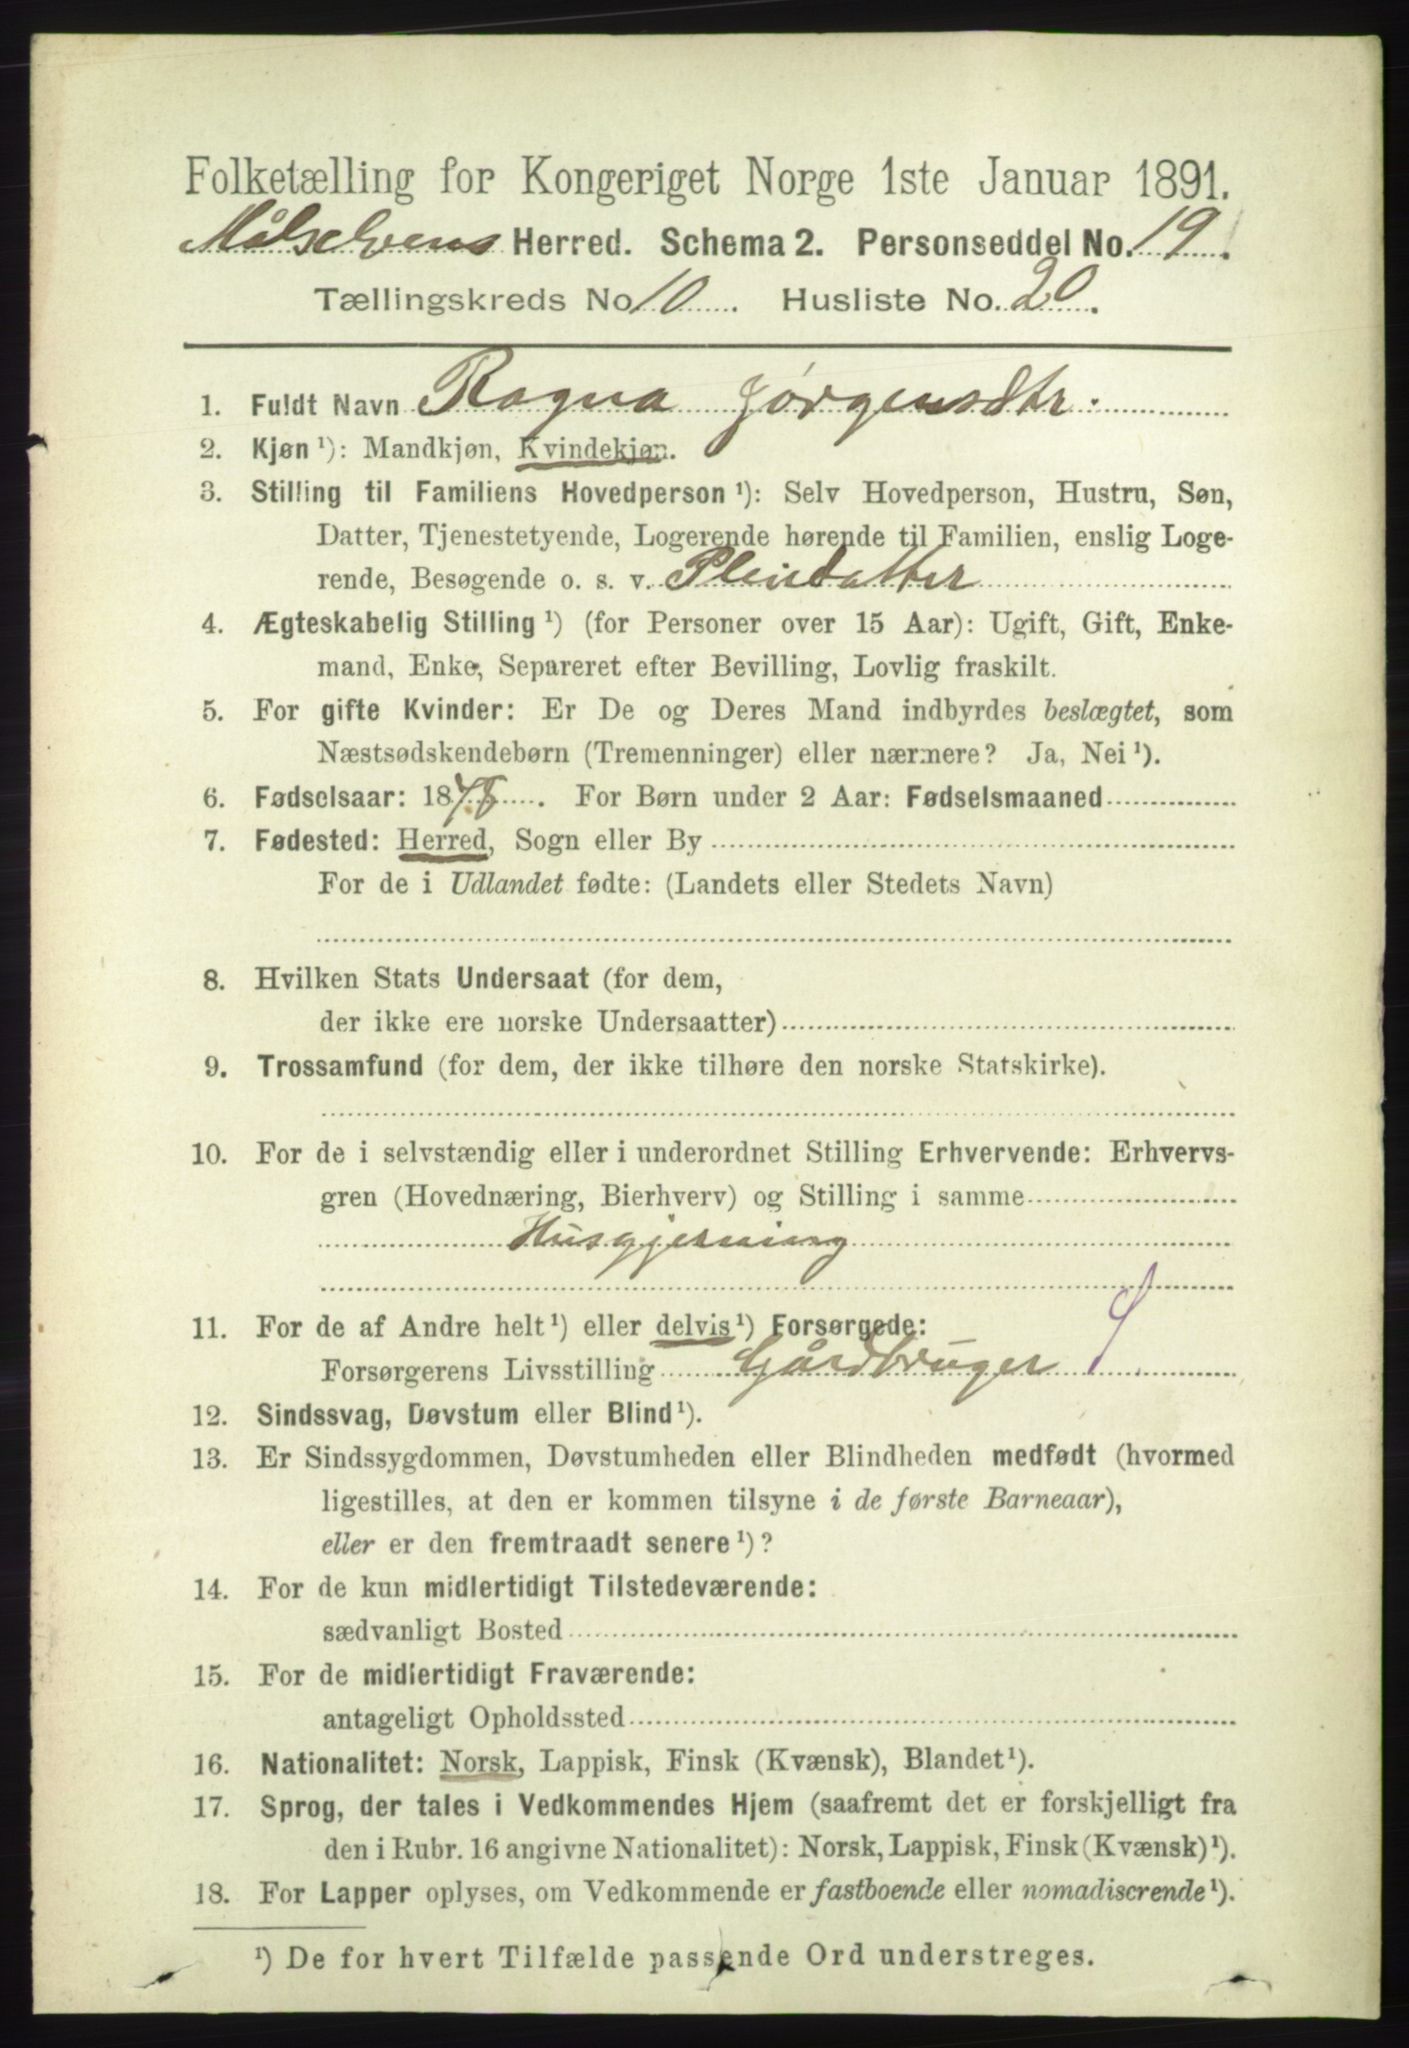 Folketælling for Kongeriget Norge 1ste Januar 1891.
Målselvens Herred. Schema 2. Personseddel No. 19.
Tællingskreds No 10. Husliste No. 20.
1. Fuldt Navn Ragna Jørgensdtr.
2. Kjøn ¹): Mandkjøn, Kvindekjøn.
3. Stilling til Familiens Hovedperson ¹): Selv Hovedperson, Hustru, Søn,
Datter, Tjenestetyende, Logerende hørende til Familien, enslig Loge-
rende, Besøgende o. s. v. Pleiedatter
4. Ægteskabelig Stilling ¹) (for Personer over 15 Aar): Ugift, Gift, Enke-
mand, Enke, Separeret efter Bevilling, Lovlig fraskilt.
5. For gifte Kvinder: Er De og Deres Mand indbyrdes beslægtet, som
Næstsødskendebørn (Tremenninger) eller nærmere? Ja, Nei ¹).
6. Fødselsaar: 1878. For Børn under 2 Aar: Fødselsmaaned
7. Fødested: Herred, Sogn eller By
For de i Udlandet fødte: (Landets eller Stedets Navn)
8. Hvilken Stats Undersaat (for dem,
der ikke ere norske Undersaatter)
9. Trossamfund (for dem, der ikke tilhøre den norske Statskirke).
10. For de i selvstændig eller i underordnet Stilling Erhvervende: Erhvervs-
gren (Hovednæring, Bierhverv) og Stilling i samme
Husgjerning
11. For de af Andre helt ¹) eller delvis ¹) Forsørgede:
Forsørgerens Livsstilling Gårdbruger
12. Sindssvag, Døvstum eller Blind ¹).
13. Er Sindssygdommen, Døvstumheden eller Blindheden medfødt (hvormed
ligestilles, at den er kommen tilsyne i de første Barneaar),
eller er den fremtraadt senere ¹)?
14. For de kun midlertidigt Tilstedeværende:
sædvanligt Bosted
15. For de midlertidigt Fraværende:
antageligt Opholdssted
16. Nationalitet: Norsk, Lappisk, Finsk (Kvænsk), Blandet ¹).
17. Sprog, der tales i Vedkommendes Hjem (saafremt det er forskjelligt fra
den i Rubr. 16 angivne Nationalitet): Norsk, Lappisk, Finsk (Kvænsk) ¹).
18. For Lapper oplyses, om Vedkommende er fastboende eller nomadiserende ¹).
¹) De for hvert Tilfælde passende Ord understreges.